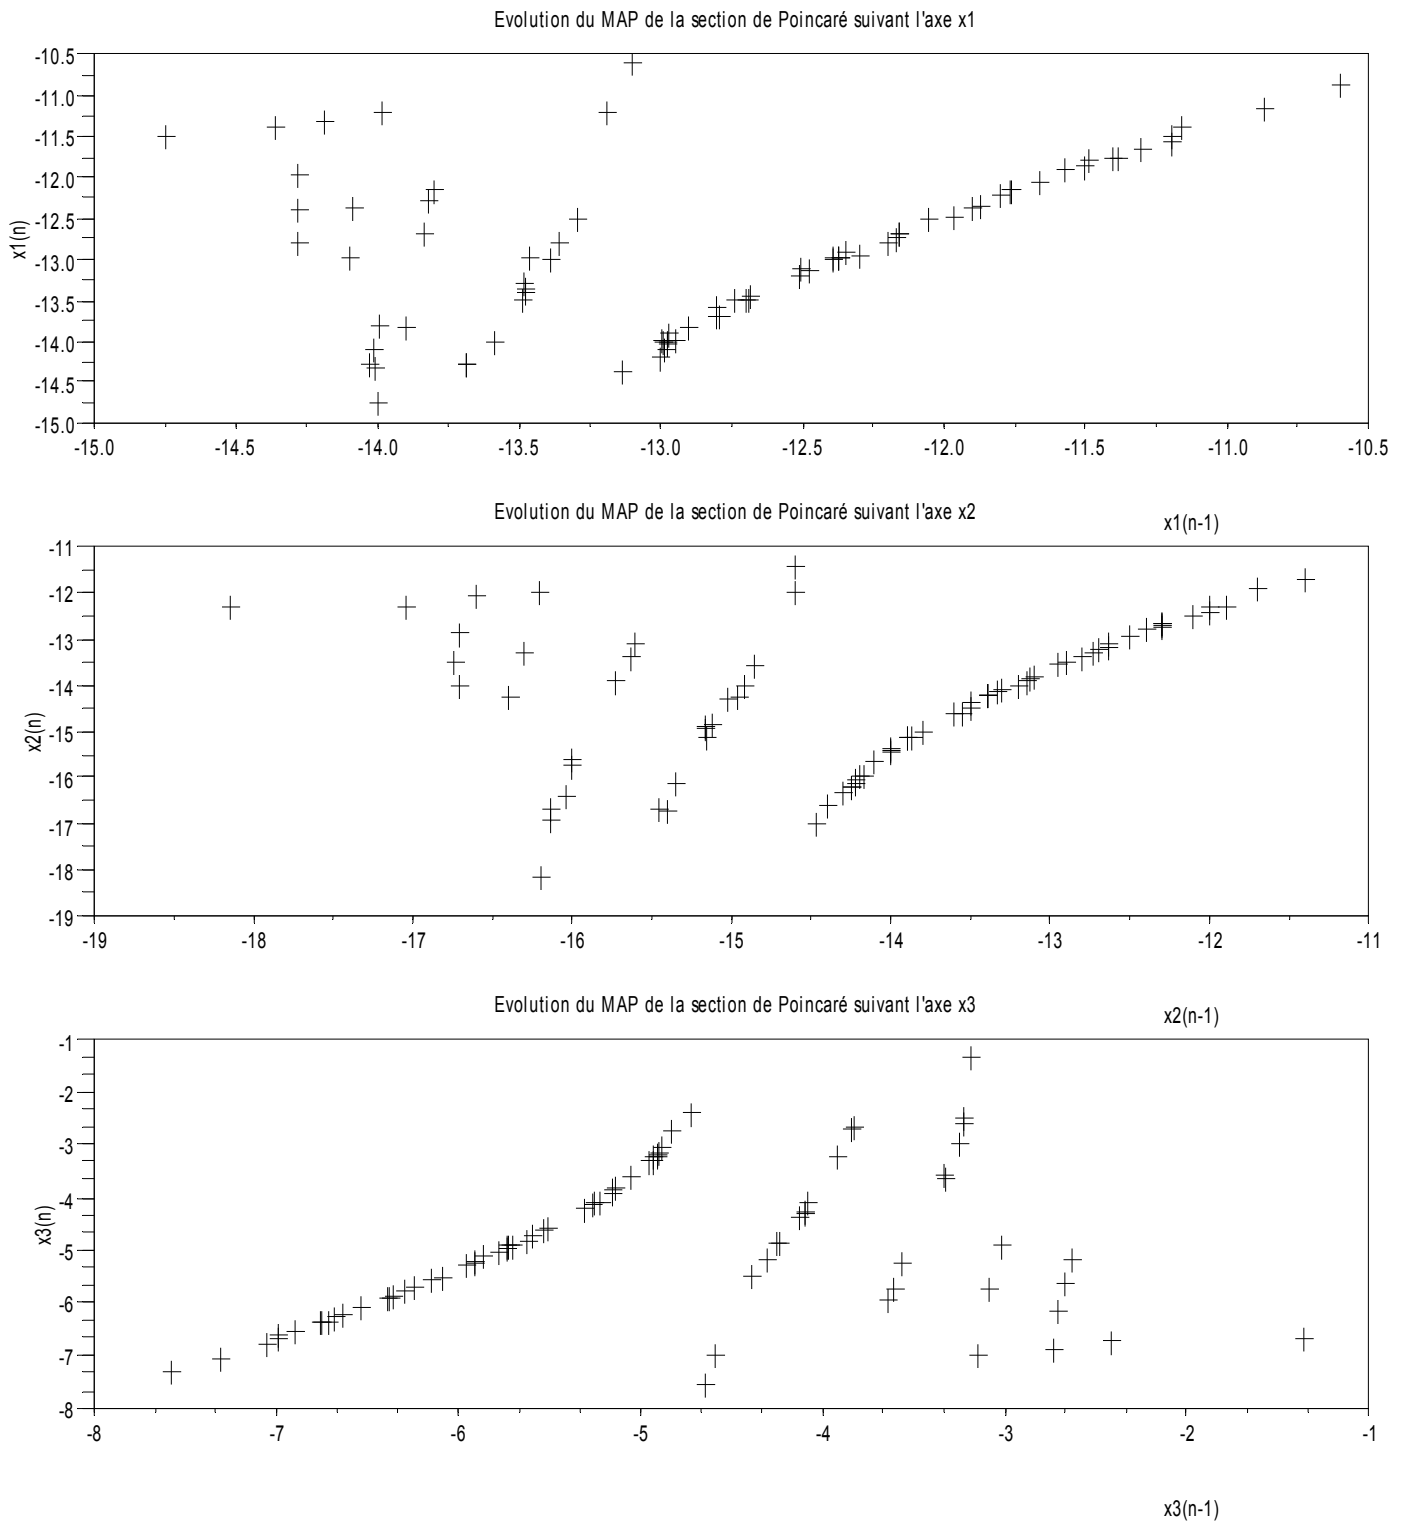 Evolution du MAP de la section de Poincaré suivant l'axe x1
-10.5
-11.0
-11.5
-12.0
-12.5
-13.0
-13.5
-14.0
-14.5
-15.0
x1(n)
-15.0 -14.5 -14.0 -13.5 -13.0 -12.5 -12.0 -11.5 -11.0 -10.5
x1(n-1)
Evolution du MAP de la section de Poincaré suivant l'axe x2
-11
-12
-13
-14
-15
-16
-17
-18
-19
x2(n)
-19 -18 -17 -16 -15 -14 -13 -12 -11
x2(n-1)
Evolution du MAP de la section de Poincaré suivant l'axe x3
-1
-2
-3
-4
-5
-6
-7
-8
x3(n)
-8 -7 -6 -5 -4 -3 -2 -1
x3(n-1)